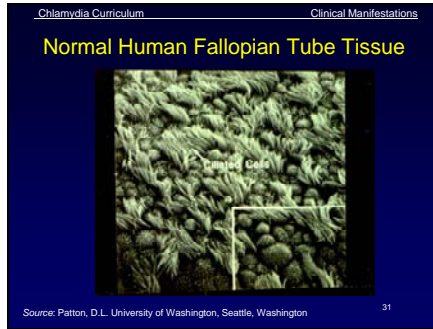 Chlamydia Curriculum Clinical Manifestations
Normal Human Fallopian Tube Tissue
Ciliated Cells
Source: Patton, D.L. University of Washington, Seattle, Washington
31